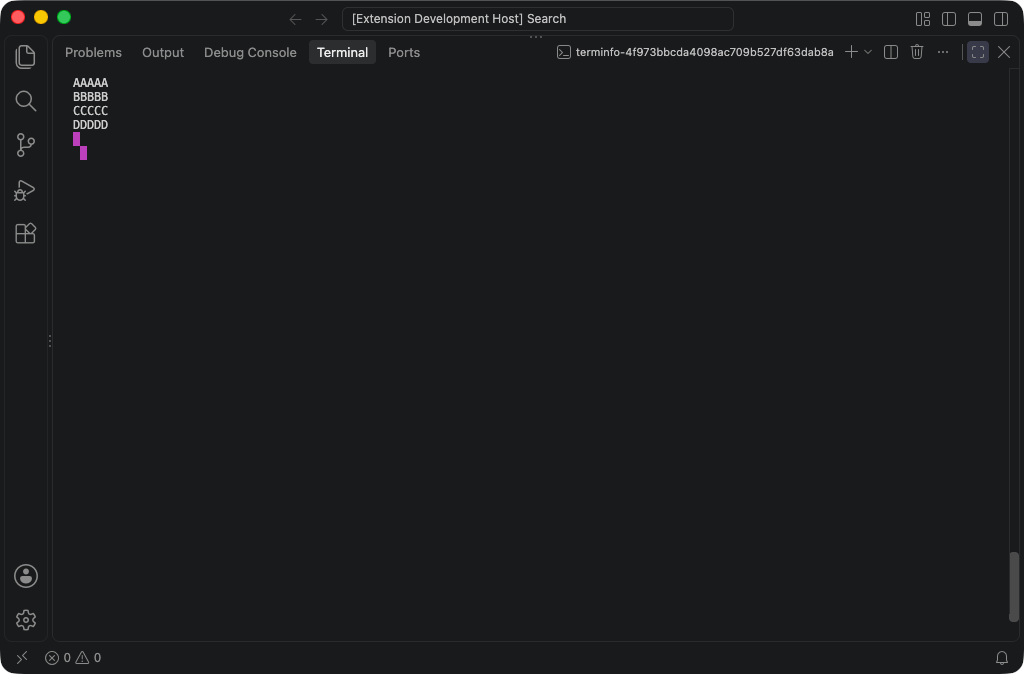 [Extension Development Host] Search
Problems Output Debug Console Terminal Ports
terminfo-4f973bbcda4098ac709b527df63dab8a
AAAAA
BBBBB
CCCCC
DDDDD
0 0